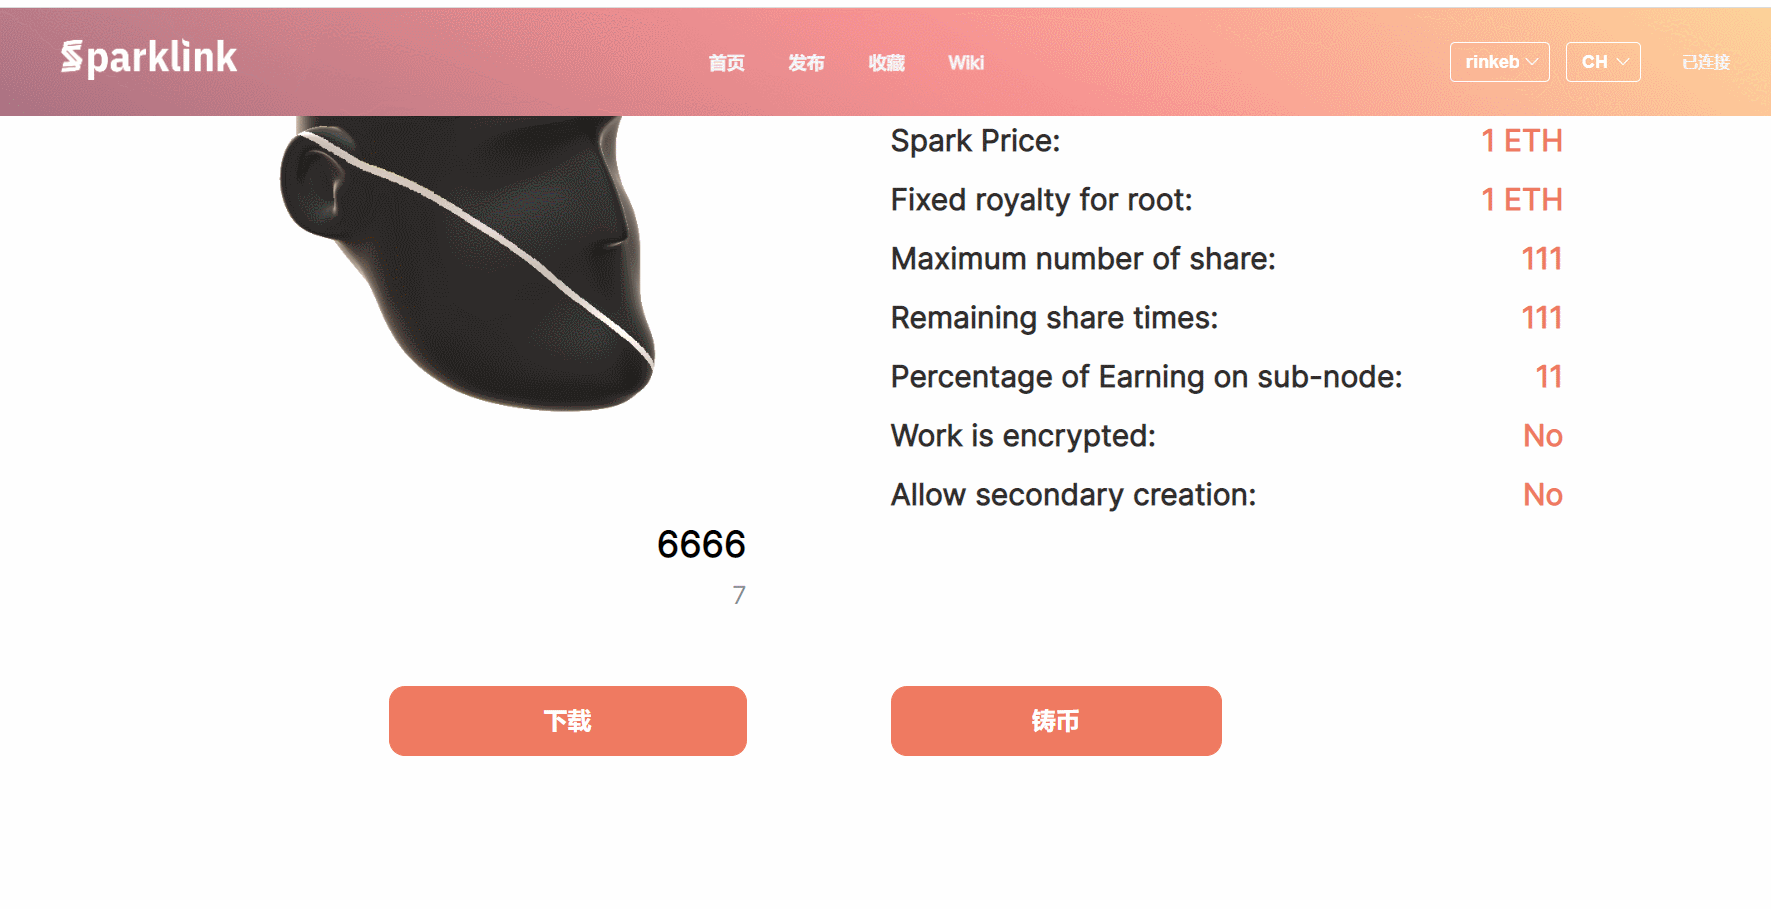 Sparklink
首页 发布 收藏 Wiki
rinkeb CH 已连接
Spark Price: 1 ETH
Fixed royalty for root: 1 ETH
Maximum number of share: 111
Remaining share times: 111
Percentage of Earning on sub-node: 11
Work is encrypted: No
Allow secondary creation: No
6666
7
下载 铸币